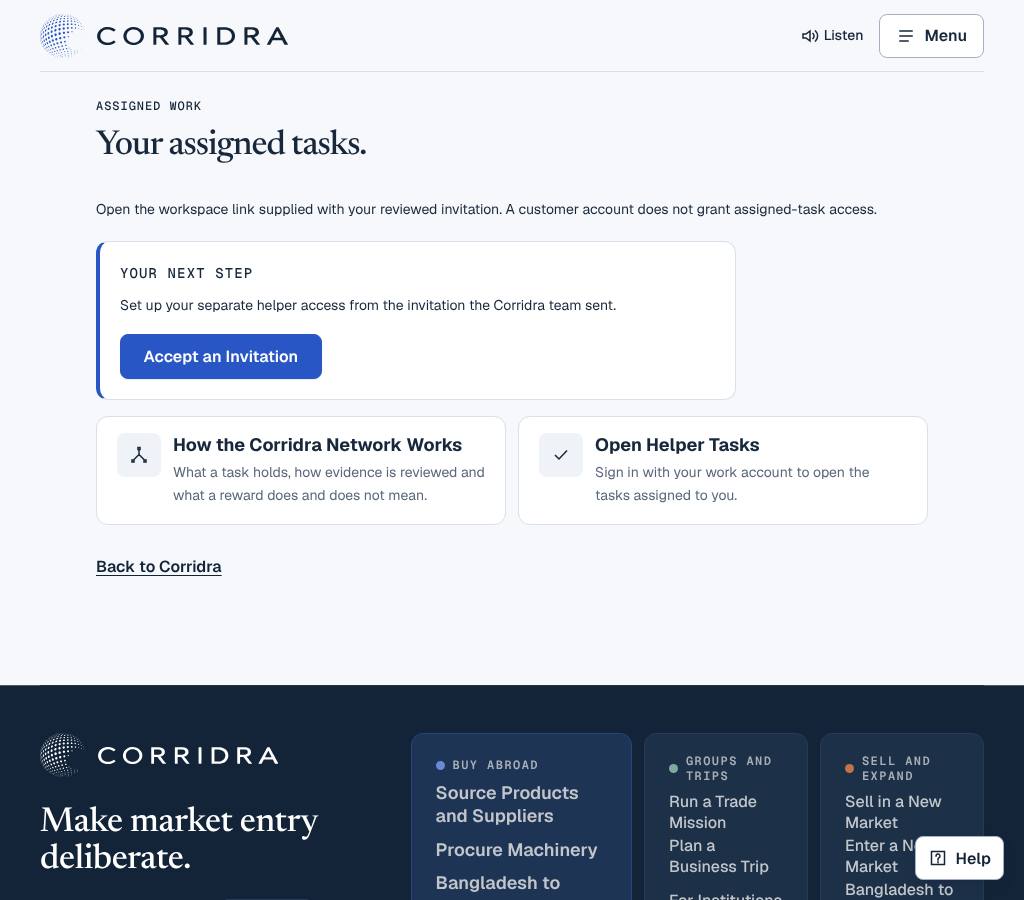 CORRIDRA
Listen
Menu
ASSIGNED WORK
Your assigned tasks.
Open the workspace link supplied with your reviewed invitation. A customer account does not grant assigned-task access.
YOUR NEXT STEP
Set up your separate helper access from the invitation the Corridra team sent.
Accept an Invitation
How the Corridra Network Works
What a task holds, how evidence is reviewed and
what a reward does and does not mean.
Open Helper Tasks
Sign in with your work account to open the
tasks assigned to you.
Back to Corridra
CORRIDRA
Make market entry
deliberate.
BUY ABROAD
Source Products
and Suppliers
Procure Machinery
Bangladesh to
GROUPS AND
TRIPS
Run a Trade
Mission
Plan a
Business Trip
For Institutions
SELL AND
EXPAND
Sell in a New
Market
Enter a
Market
Bangladesh to
Help